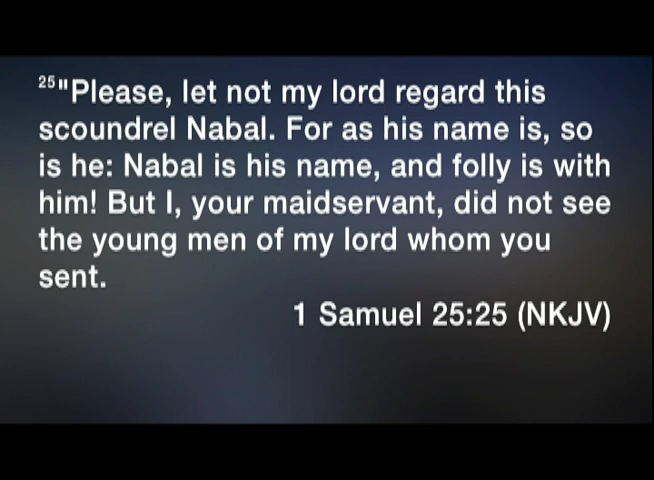 25"Please, let not my lord regard this
scoundrel Nabal. For as his name is, so
is he: Nabal is his name, and folly is with
him! But I, your maidservant, did not see
the young men of my lord whom you
sent.
1 Samuel 25:25 (NKJV)